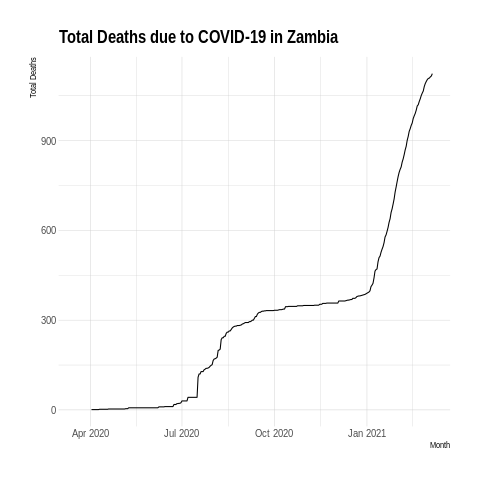 Total Deaths due to COVID-19 in Zambia
Total Deaths
900
600
300
0
Apr 2020 Jul 2020 Oct 2020 Jan 2021
Month